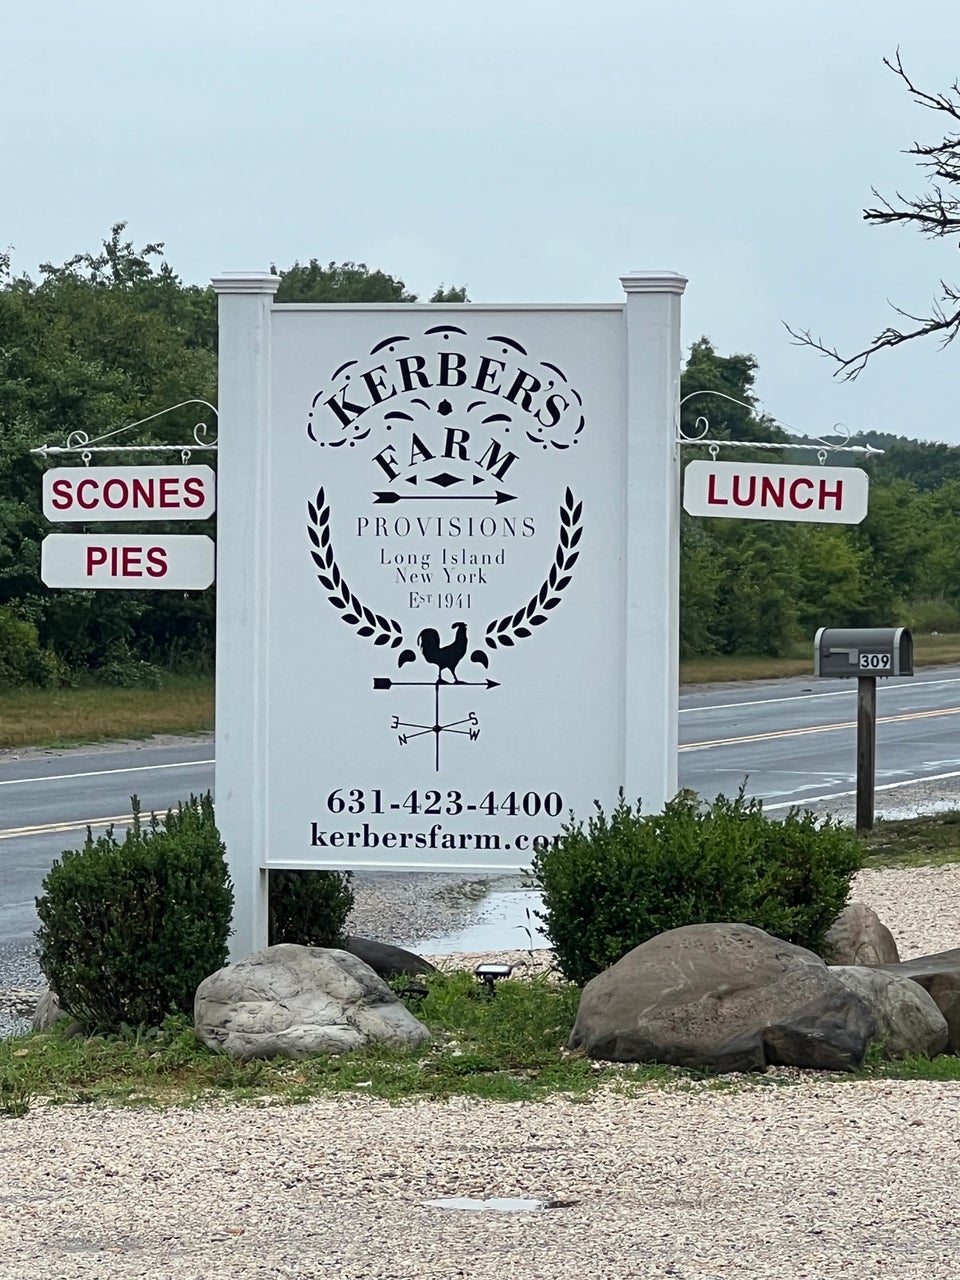 KERBER'S
FARM
PROVISIONS
Long Island
New York
EST 1941
E
S
N
W
631-423-4400
kerbersfarm.co
SCONES
PIES
LUNCH
309